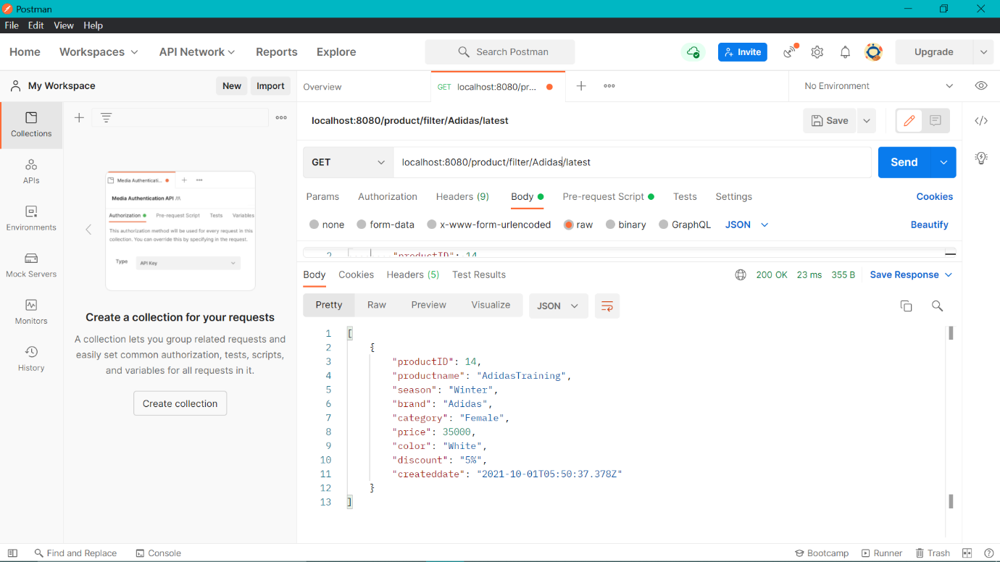 Postman
File Edit View Help
Home Workspaces API Network Reports Explore Search Postman Invite Upgrade
My Workspace New Import
Overview GET localhost:8080/pr... No Environment
Collections
APIs
Environments
Mock Servers
Monitors
History
Media Authenticati...
Media Authentication API
Authorization Pre-request Script Tests Variables
This authorization method will be used for every request in this
collection. You can override this by specifying in the request.
Type API Key
Create a collection for your requests
A collection lets you group related requests and
easily set common authorization, tests, scripts,
and variables for all requests in it.
Create collection
localhost:8080/product/filter/Adidas/latest Save
GET localhost:8080/product/filter/Adidas/latest Send
Params Authorization Headers (9) Body Pre-request Script Tests Settings Cookies
none form-data x-www-form-urlencoded raw binary GraphQL JSON Beautify
2 "productID": 14
Body Cookies Headers (5) Test Results 200 OK 23 ms 355 B Save Response
Pretty Raw Preview Visualize JSON
1 [
2 {
3 "productID": 14,
4 "productname": "AdidasTraining",
5 "season": "Winter",
6 "brand": "Adidas",
7 "category": "Female",
8 "price": 35000,
9 "color": "White",
10 "discount": "5%",
11 "createddate": "2021-10-01T05:50:37.378Z"
12 }
13 ]
Find and Replace Console Bootcamp Runner Trash